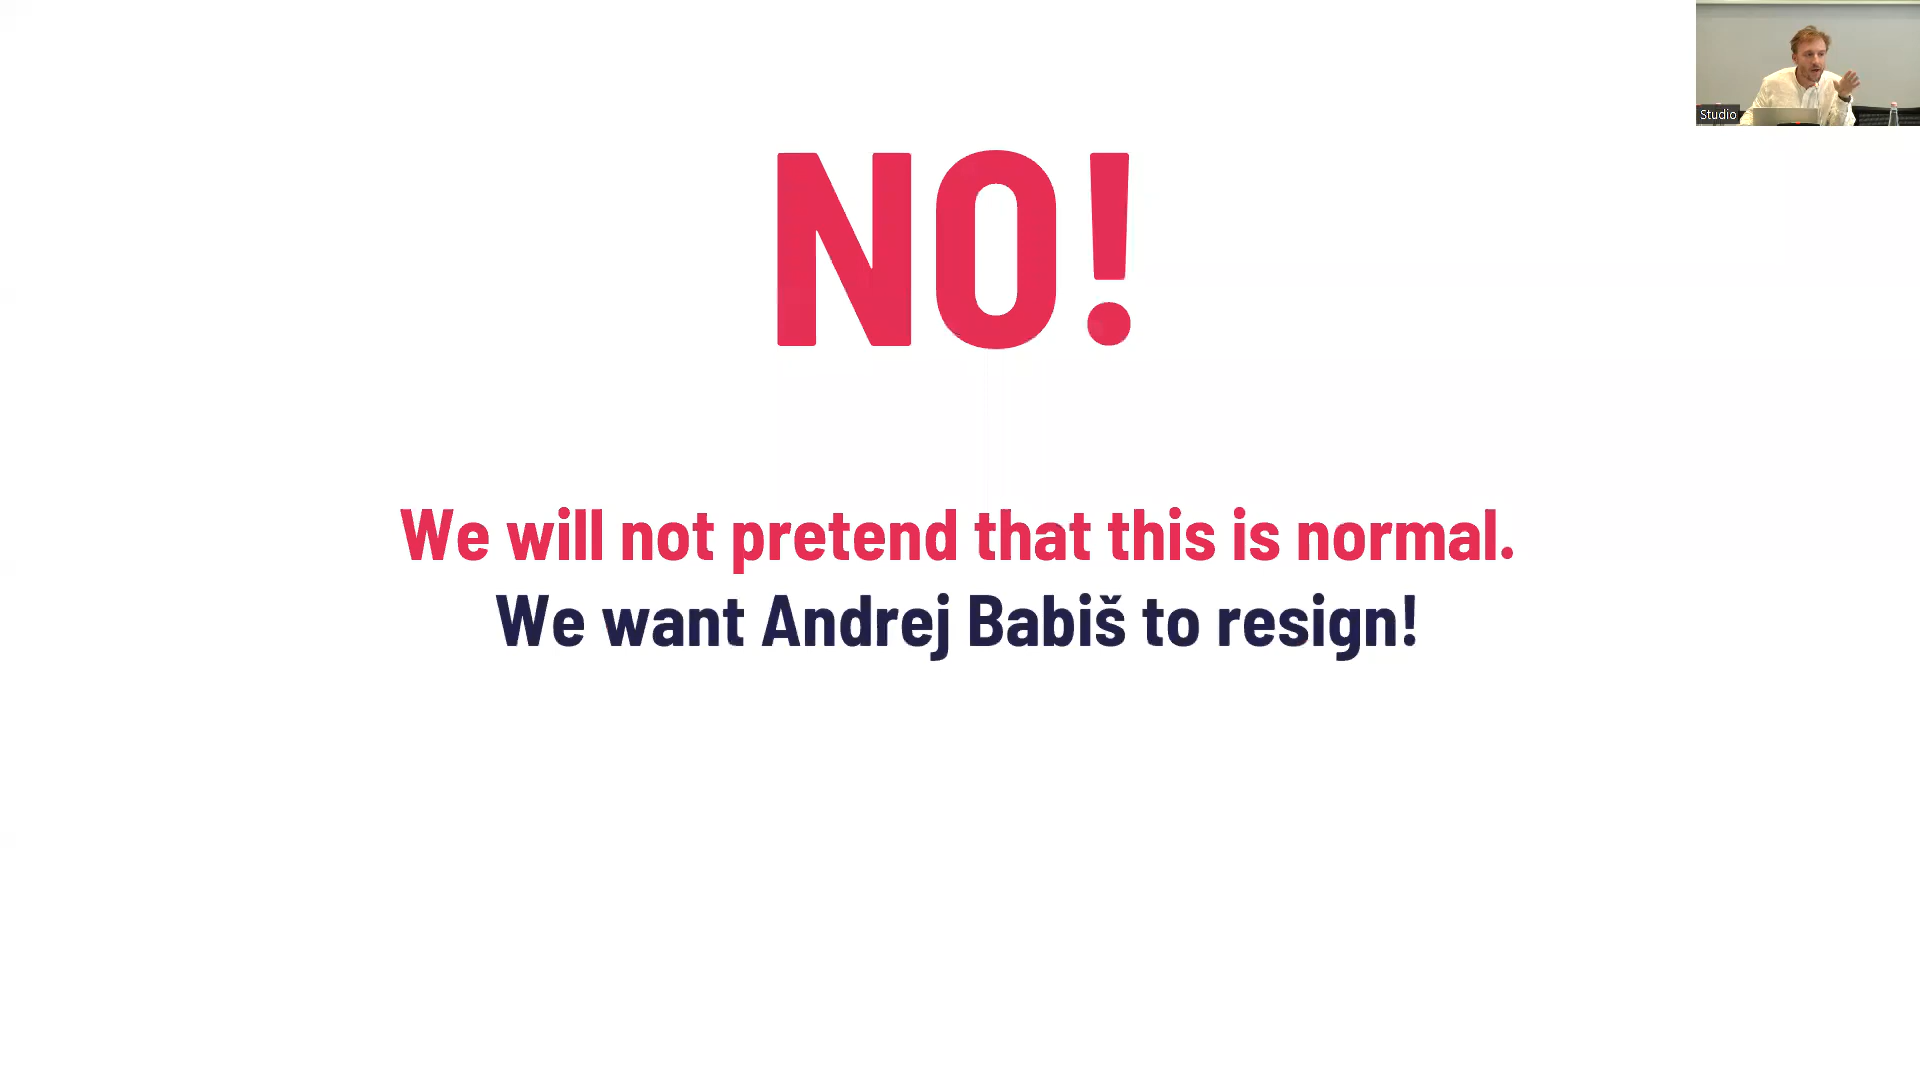 Studio
NO!
We will not pretend that this is normal.
We want Andrej Babiš to resign!